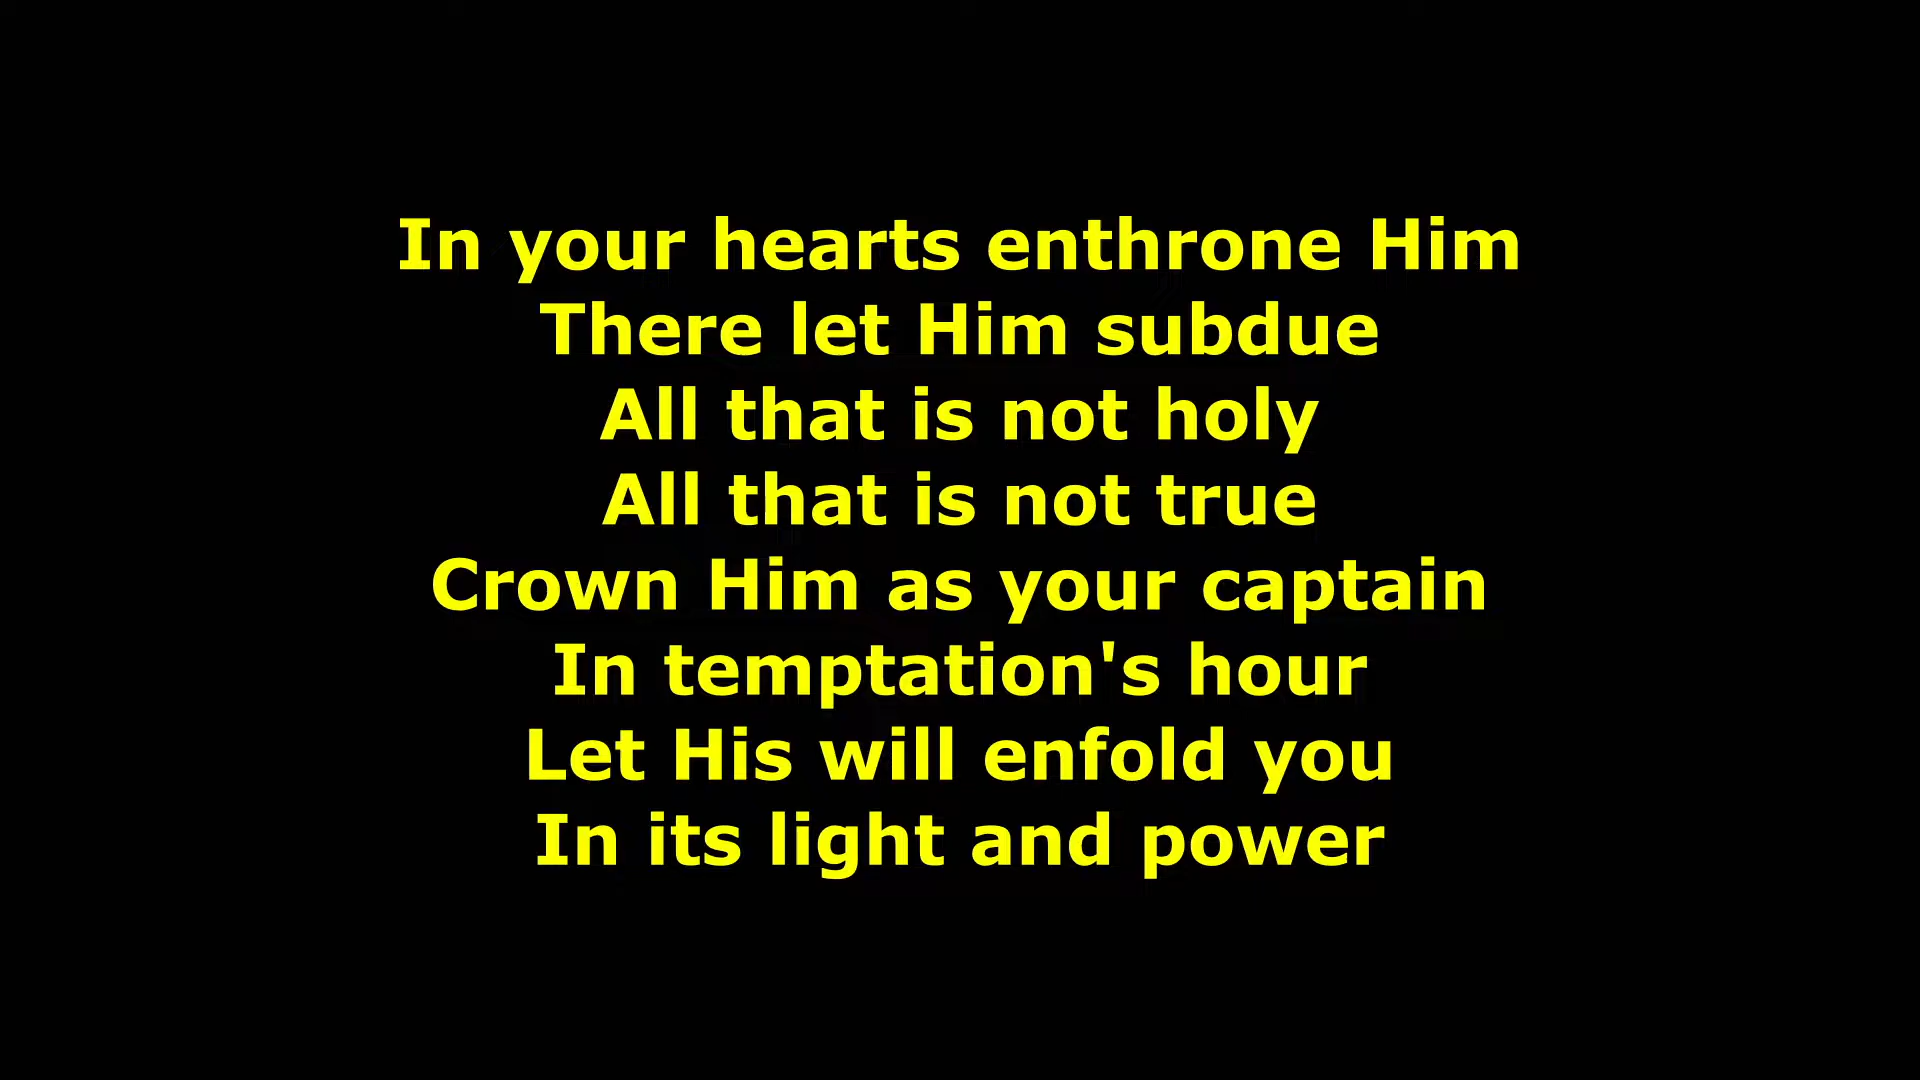 In your hearts enthrone Him
There let Him subdue
All that is not holy
All that is not true
Crown Him as your captain
In temptation's hour
Let His will enfold you
In its light and power